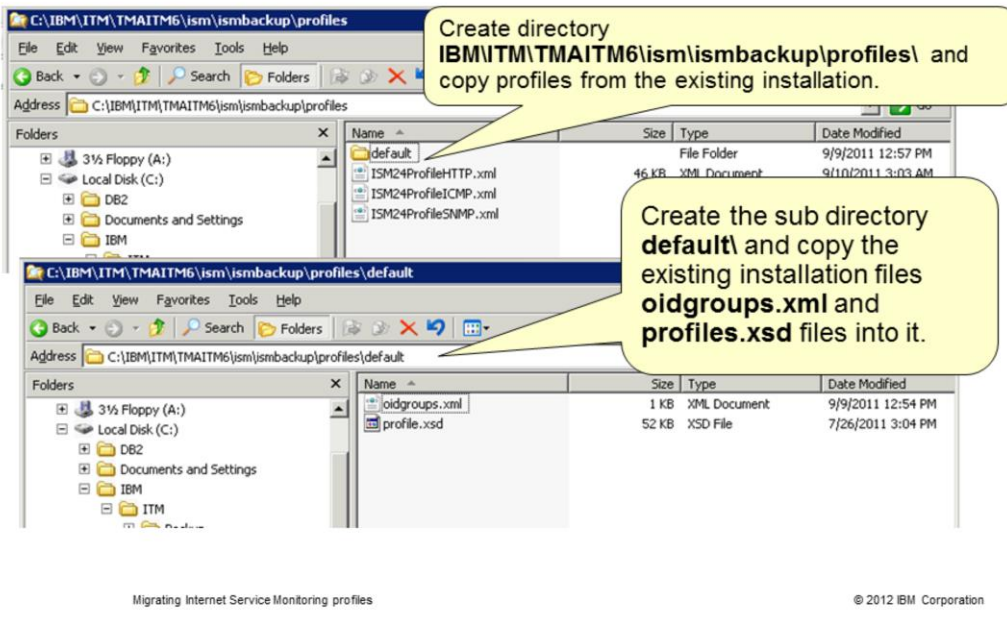 C:\IBM\ITM\TMAITM6\ism\ismbackup\profiles
File Edit View Favorites Tools Help
Back Search Folders
Address C:\IBM\ITM\TMAITM6\ism\ismbackup\profiles
Create directory
IBM\ITM\TMAITM6\ism\ismbackup\profiles\ and
copy profiles from the existing installation.
Folders
3½ Floppy (A:)
Local Disk (C:)
DB2
Documents and Settings
IBM
Name Size Type Date Modified
default File Folder 9/9/2011 12:57 PM
ISM24ProfileHTTP.xml 46 KB XML Document 9/10/2011 3:03 AM
ISM24ProfileICMP.xml
ISM24ProfileSNMP.xml
Create the sub directory
default\ and copy the
existing installation files
oidgroups.xml and
profiles.xsd files into it.
C:\IBM\ITM\TMAITM6\ism\ismbackup\profiles\default
File Edit View Favorites Tools Help
Back Search Folders
Address C:\IBM\ITM\TMAITM6\ism\ismbackup\profiles\default
Folders
3½ Floppy (A:)
Local Disk (C:)
DB2
Documents and Settings
IBM
ITM
Name Size Type Date Modified
oidgroups.xml 1 KB XML Document 9/9/2011 12:54 PM
profile.xsd 52 KB XSD File 7/26/2011 3:04 PM
Migrating Internet Service Monitoring profiles
© 2012 IBM Corporation